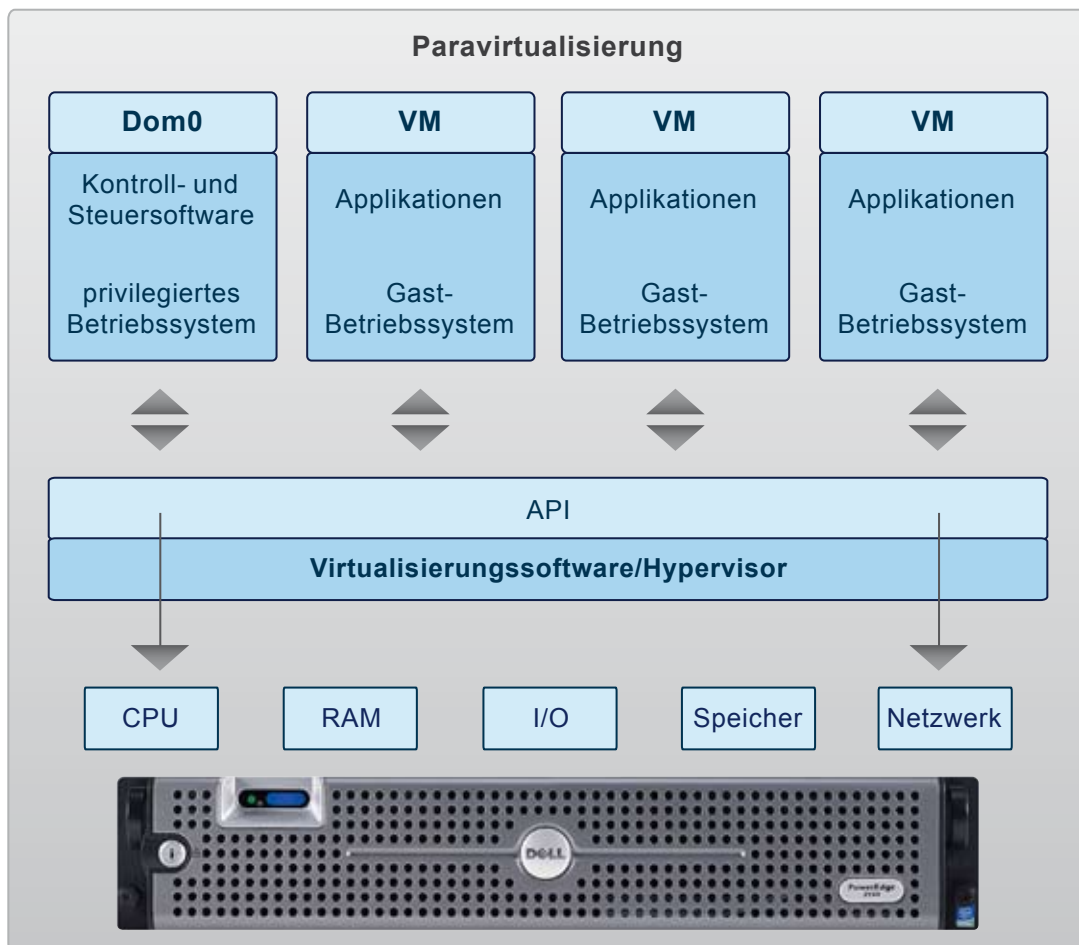 Paravirtualisierung
Dom0
Kontroll- und
Steuersoftware
privilegiertes
Betriebssystem
VM
Applikationen
Gast-
Betriebssystem
VM
Applikationen
Gast-
Betriebssystem
VM
Applikationen
Gast-
Betriebssystem
API
Virtualisierungssoftware/Hypervisor
CPU
RAM
I/O
Speicher
Netzwerk
DELL
PowerEdge